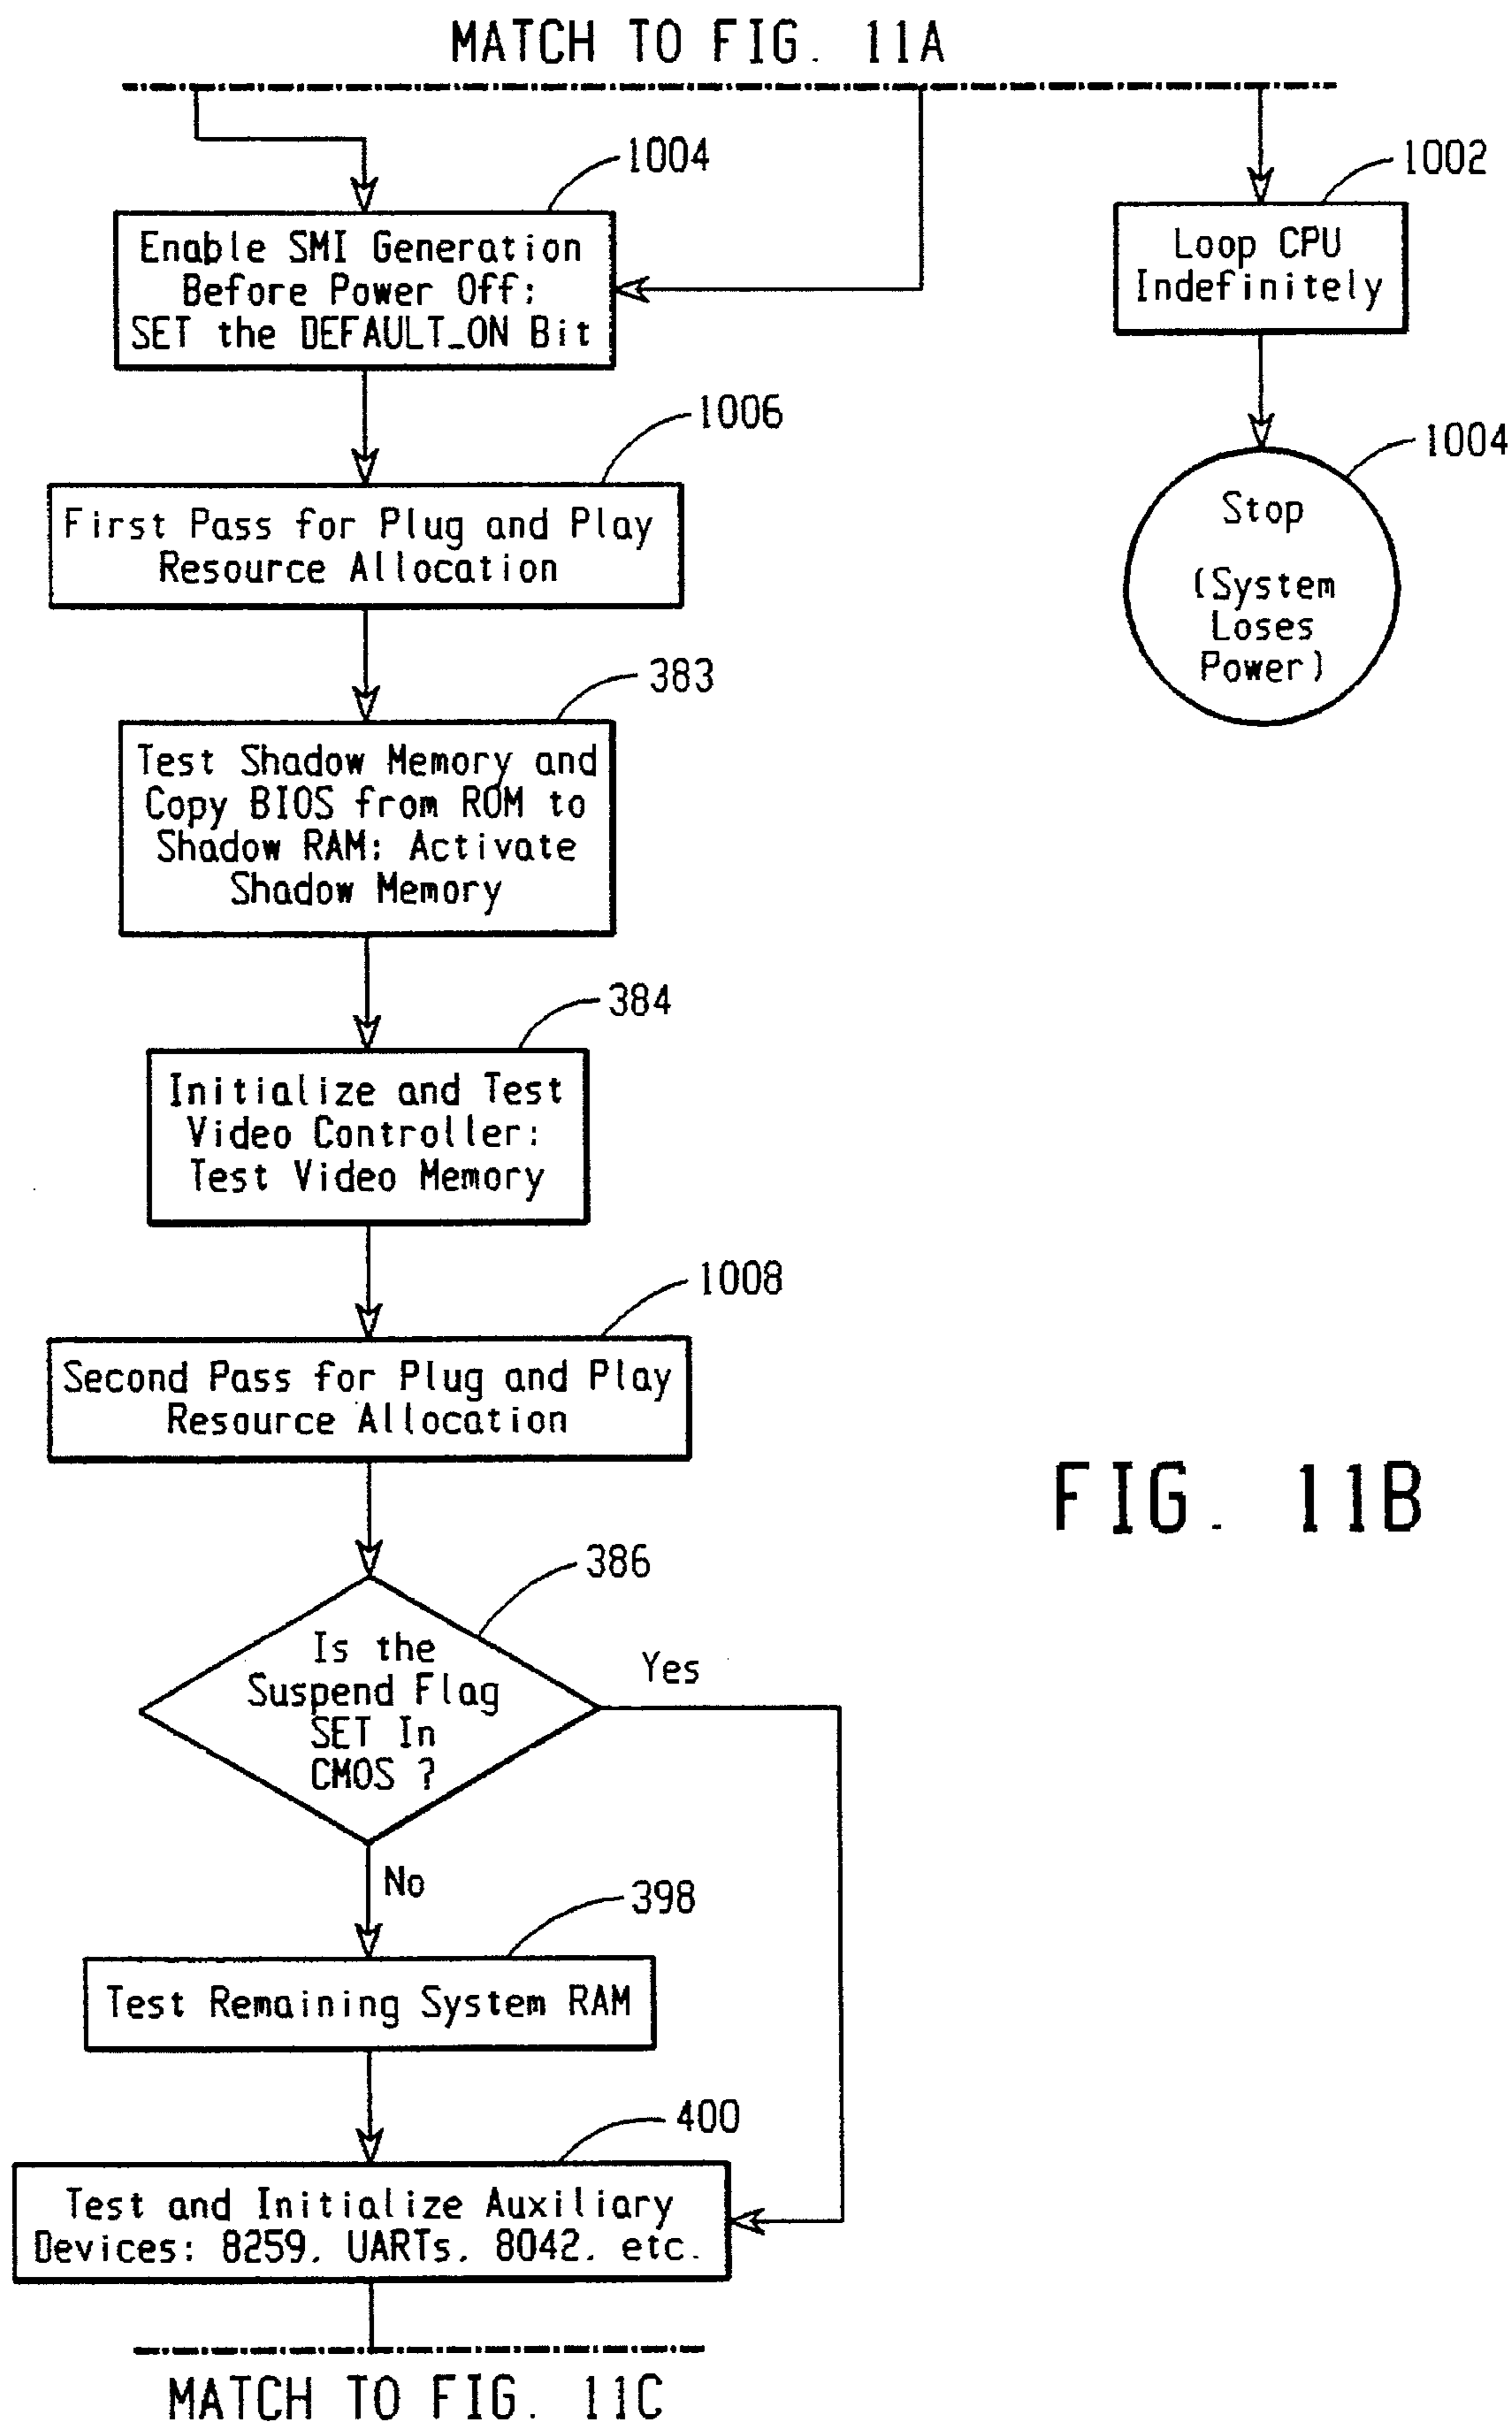 MATCH TO FIG. 11A
1004
Enable SMI Generation
Before Power Off;
SET the DEFAULT_ON Bit
1002
Loop CPU
Indefinitely
1006
First Pass for Plug and Play
Resource Allocation
1004
Stop
(System
Loses
Power)
383
Test Shadow Memory and
Copy BIOS from ROM to
Shadow RAM; Activate
Shadow Memory
384
Initialize and Test
Video Controller;
Test Video Memory
1008
Second Pass for Plug and Play
Resource Allocation
FIG. 11B
386
Is the
Suspend Flag
SET In
CMOS ?
Yes
No
398
Test Remaining System RAM
400
Test and Initialize Auxiliary
Devices: 8259, UARTs, 8042, etc.
MATCH TO FIG. 11C